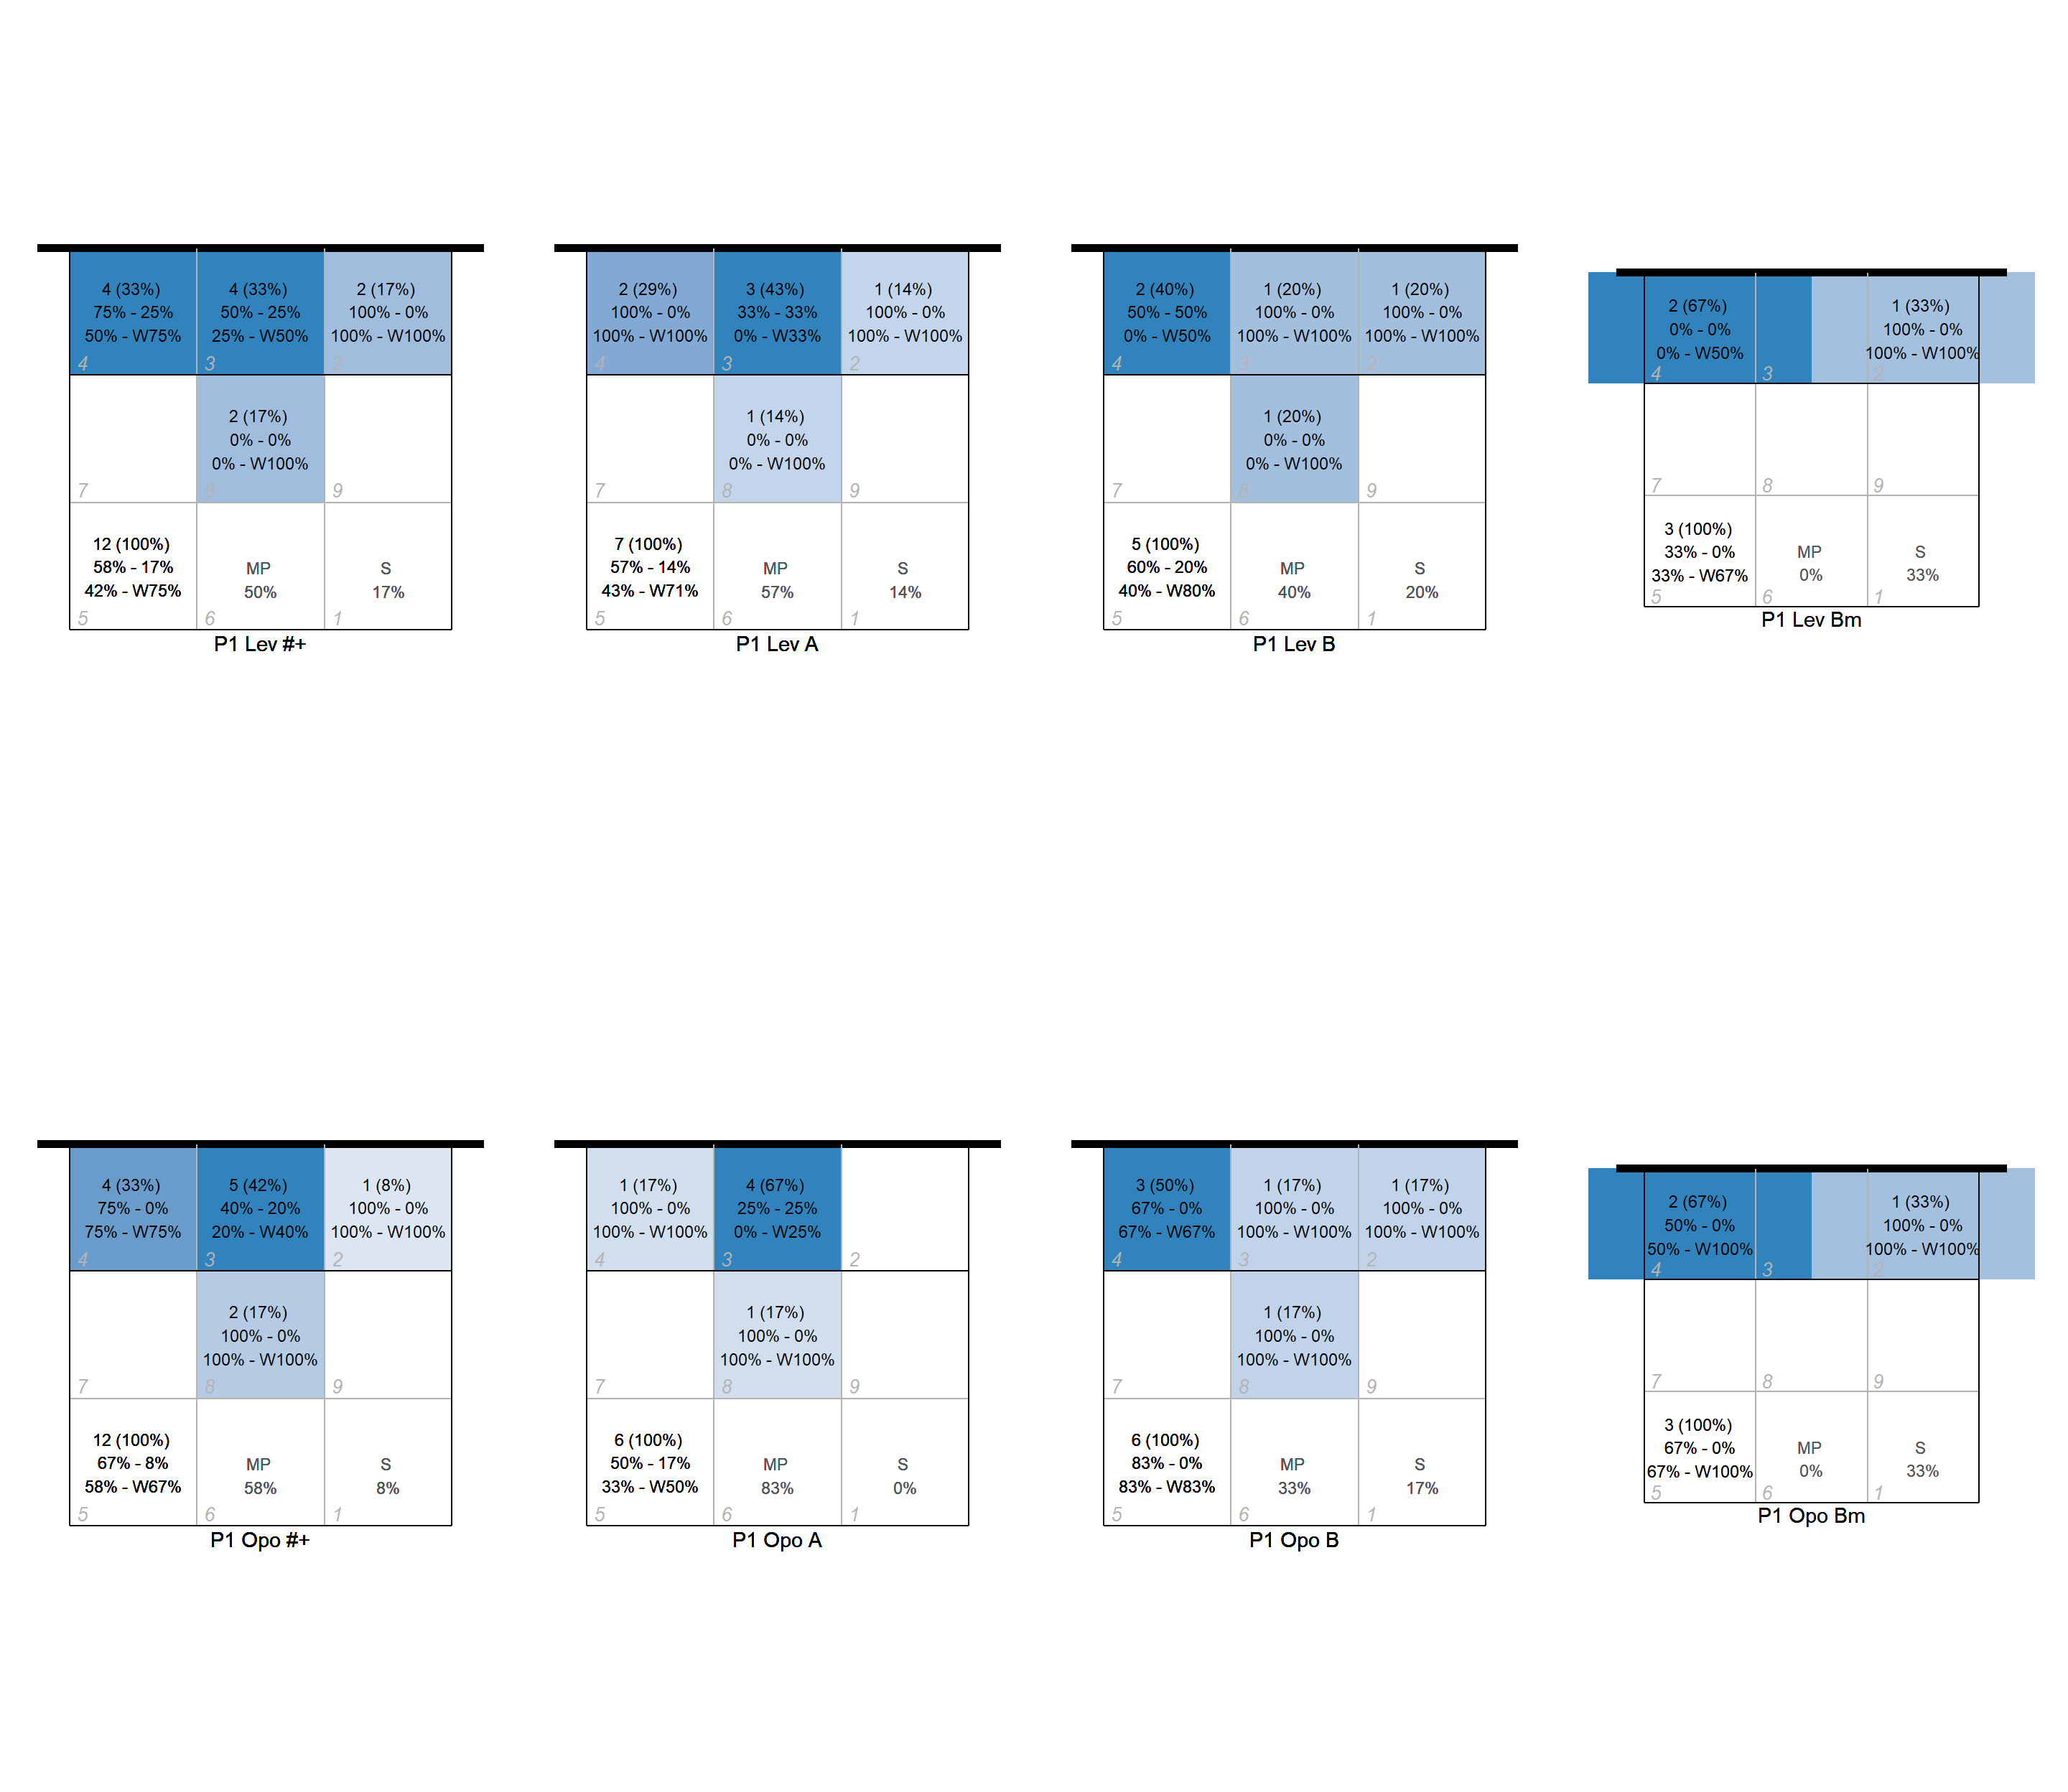 4 (33%)
75% - 25%
50% - W75%
4
4 (33%)
50% - 25%
25% - W50%
3
2 (17%)
100% - 0%
100% - W100%
2
7
2 (17%)
0% - 0%
0% - W100%
8
9
12 (100%)
58% - 17%
42% - W75%
5
MP
50%
6
S
17%
1
P1 Lev #+
2 (29%)
100% - 0%
100% - W100%
4
3 (43%)
33% - 33%
0% - W33%
3
1 (14%)
100% - 0%
100% - W100%
2
7
1 (14%)
0% - 0%
0% - W100%
8
9
7 (100%)
57% - 14%
43% - W71%
5
MP
57%
6
S
14%
1
P1 Lev A
2 (40%)
50% - 50%
0% - W50%
4
1 (20%)
100% - 0%
100% - W100%
3
1 (20%)
100% - 0%
100% - W100%
2
7
1 (20%)
0% - 0%
0% - W100%
8
9
5 (100%)
60% - 20%
40% - W80%
5
MP
40%
6
S
20%
1
P1 Lev B
2 (67%)
0% - 0%
0% - W50%
4
3
1 (33%)
100% - 0%
100% - W100%
2
7
8
9
3 (100%)
33% - 0%
33% - W67%
5
MP
0%
6
S
33%
1
P1 Lev Bm
4 (33%)
75% - 0%
75% - W75%
4
5 (42%)
40% - 20%
20% - W40%
3
1 (8%)
100% - 0%
100% - W100%
2
7
2 (17%)
100% - 0%
100% - W100%
8
9
12 (100%)
67% - 8%
58% - W67%
5
MP
58%
6
S
8%
1
P1 Opo #+
1 (17%)
100% - 0%
100% - W100%
4
4 (67%)
25% - 25%
0% - W25%
3
2
7
1 (17%)
100% - 0%
100% - W100%
8
9
6 (100%)
50% - 17%
33% - W50%
5
MP
83%
6
S
0%
1
P1 Opo A
3 (50%)
67% - 0%
67% - W67%
4
1 (17%)
100% - 0%
100% - W100%
3
1 (17%)
100% - 0%
100% - W100%
2
7
1 (17%)
100% - 0%
100% - W100%
8
9
6 (100%)
83% - 0%
83% - W83%
5
MP
33%
6
S
17%
1
P1 Opo B
2 (67%)
50% - 0%
50% - W100%
4
3
1 (33%)
100% - 0%
100% - W100%
2
7
8
9
3 (100%)
67% - 0%
67% - W100%
5
MP
0%
6
S
33%
1
P1 Opo Bm